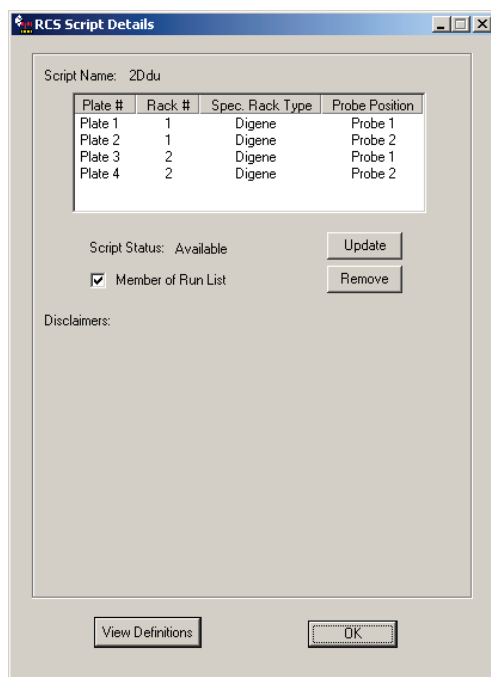 RCS Script Details
Script Name: 2Ddu
Plate # Rack # Spec. Rack Type Probe Position
Plate 1 1 Digene Probe 1
Plate 2 1 Digene Probe 2
Plate 3 2 Digene Probe 1
Plate 4 2 Digene Probe 2
Script Status: Available Update
Member of Run List Remove
Disclaimers:
View Definitions OK